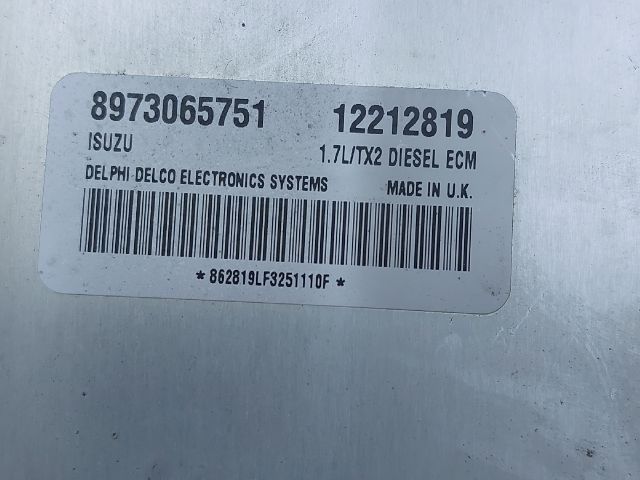 8973065751 12212819
ISUZU 1.7L/TX2 DIESEL ECM
DELPHI DELCO ELECTRONICS SYSTEMS MADE IN U.K.
*862819LF3251110F*